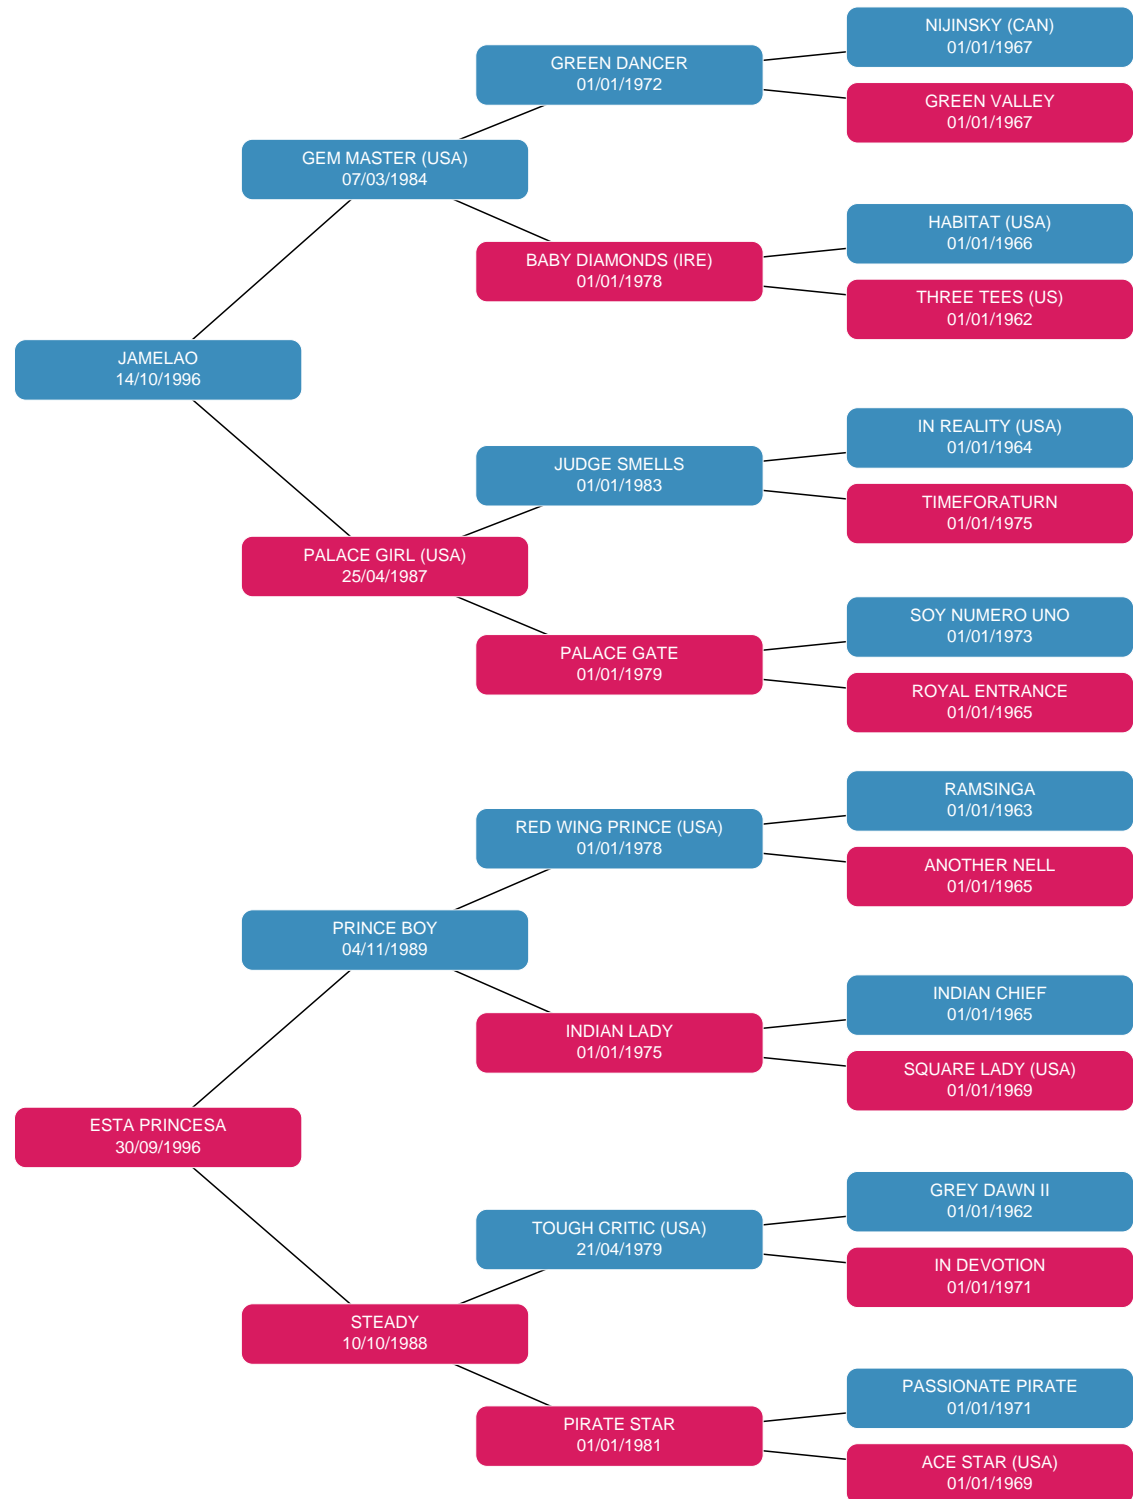 NIJINSKY (CAN)
01/01/1967
GREEN DANCER
01/01/1972
GREEN VALLEY
01/01/1967
GEM MASTER (USA)
07/03/1984
HABITAT (USA)
01/01/1966
BABY DIAMONDS (IRE)
01/01/1978
THREE TEES (US)
01/01/1962
JAMELAO
14/10/1996
IN REALITY (USA)
01/01/1964
JUDGE SMELLS
01/01/1983
TIMEFORATURN
01/01/1975
PALACE GIRL (USA)
25/04/1987
SOY NUMERO UNO
01/01/1973
PALACE GATE
01/01/1979
ROYAL ENTRANCE
01/01/1965
RAMSINGA
01/01/1963
RED WING PRINCE (USA)
01/01/1978
ANOTHER NELL
01/01/1965
PRINCE BOY
04/11/1989
INDIAN CHIEF
01/01/1965
INDIAN LADY
01/01/1975
SQUARE LADY (USA)
01/01/1969
ESTA PRINCESA
30/09/1996
GREY DAWN II
01/01/1962
TOUGH CRITIC (USA)
21/04/1979
IN DEVOTION
01/01/1971
STEADY
10/10/1988
PASSIONATE PIRATE
01/01/1971
PIRATE STAR
01/01/1981
ACE STAR (USA)
01/01/1969